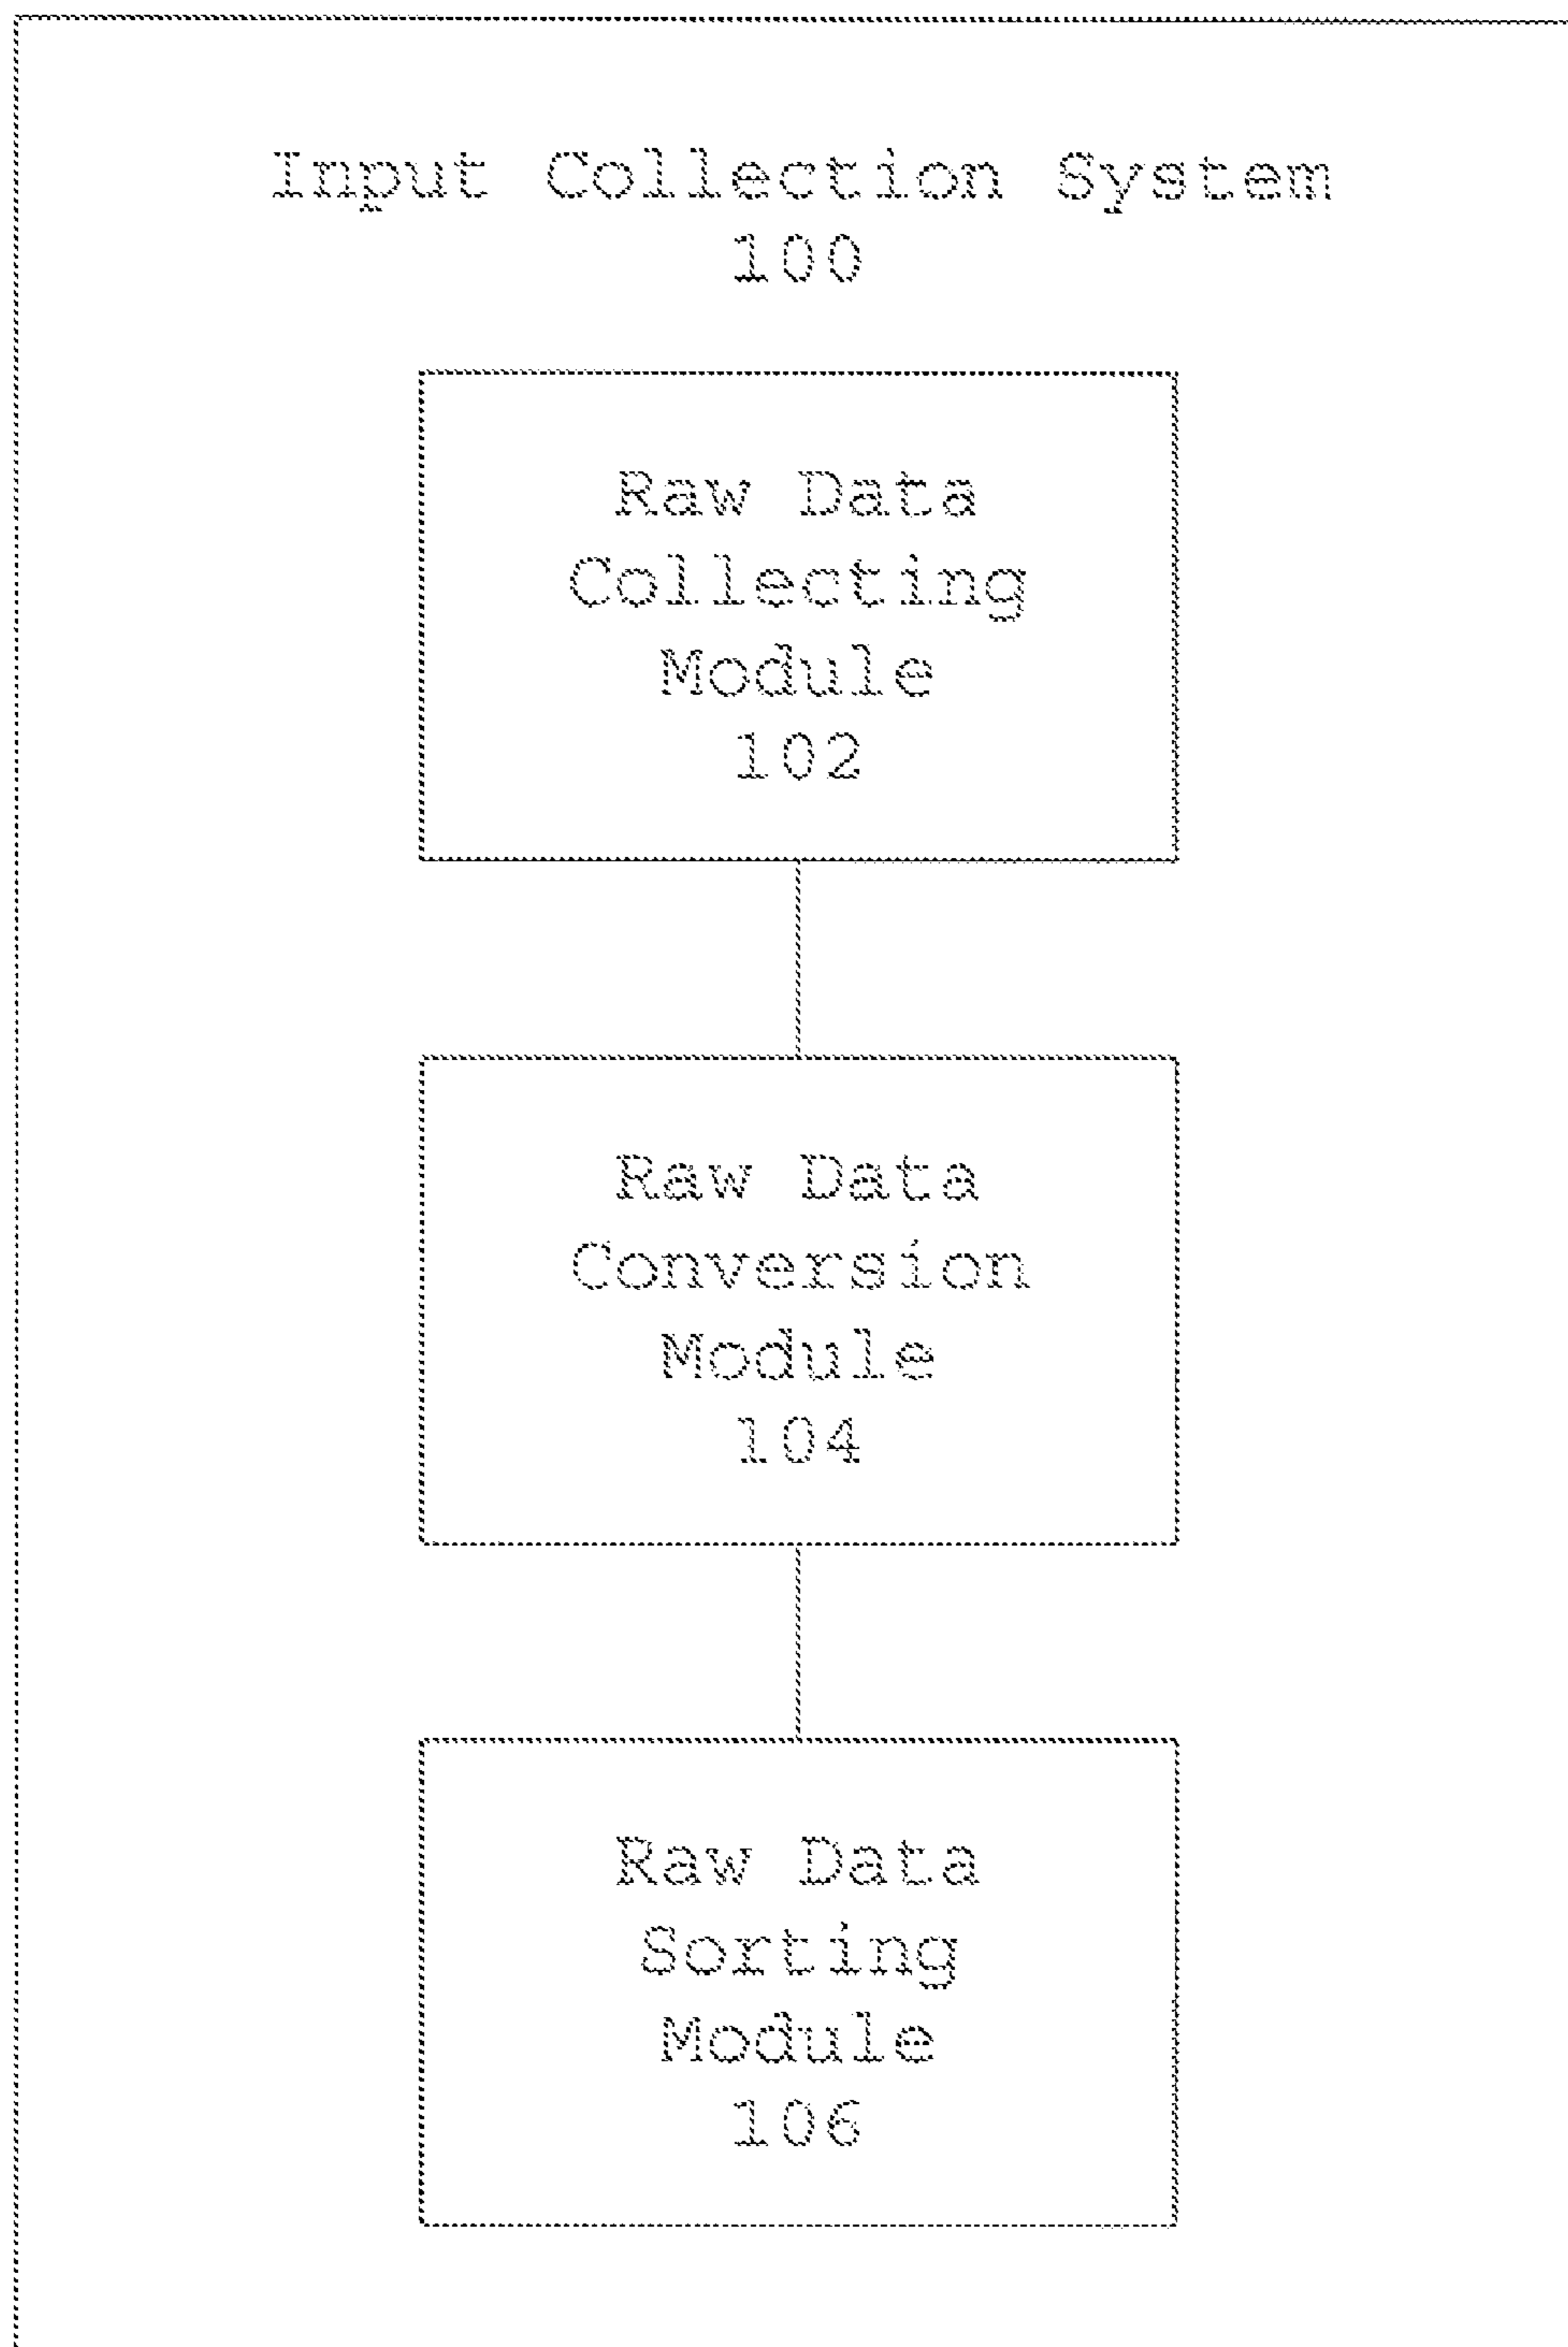 Input Collection System
100
Raw Data
Collecting
Module
102
Raw Data
Conversion
Module
104
Raw Data
Sorting
Module
106